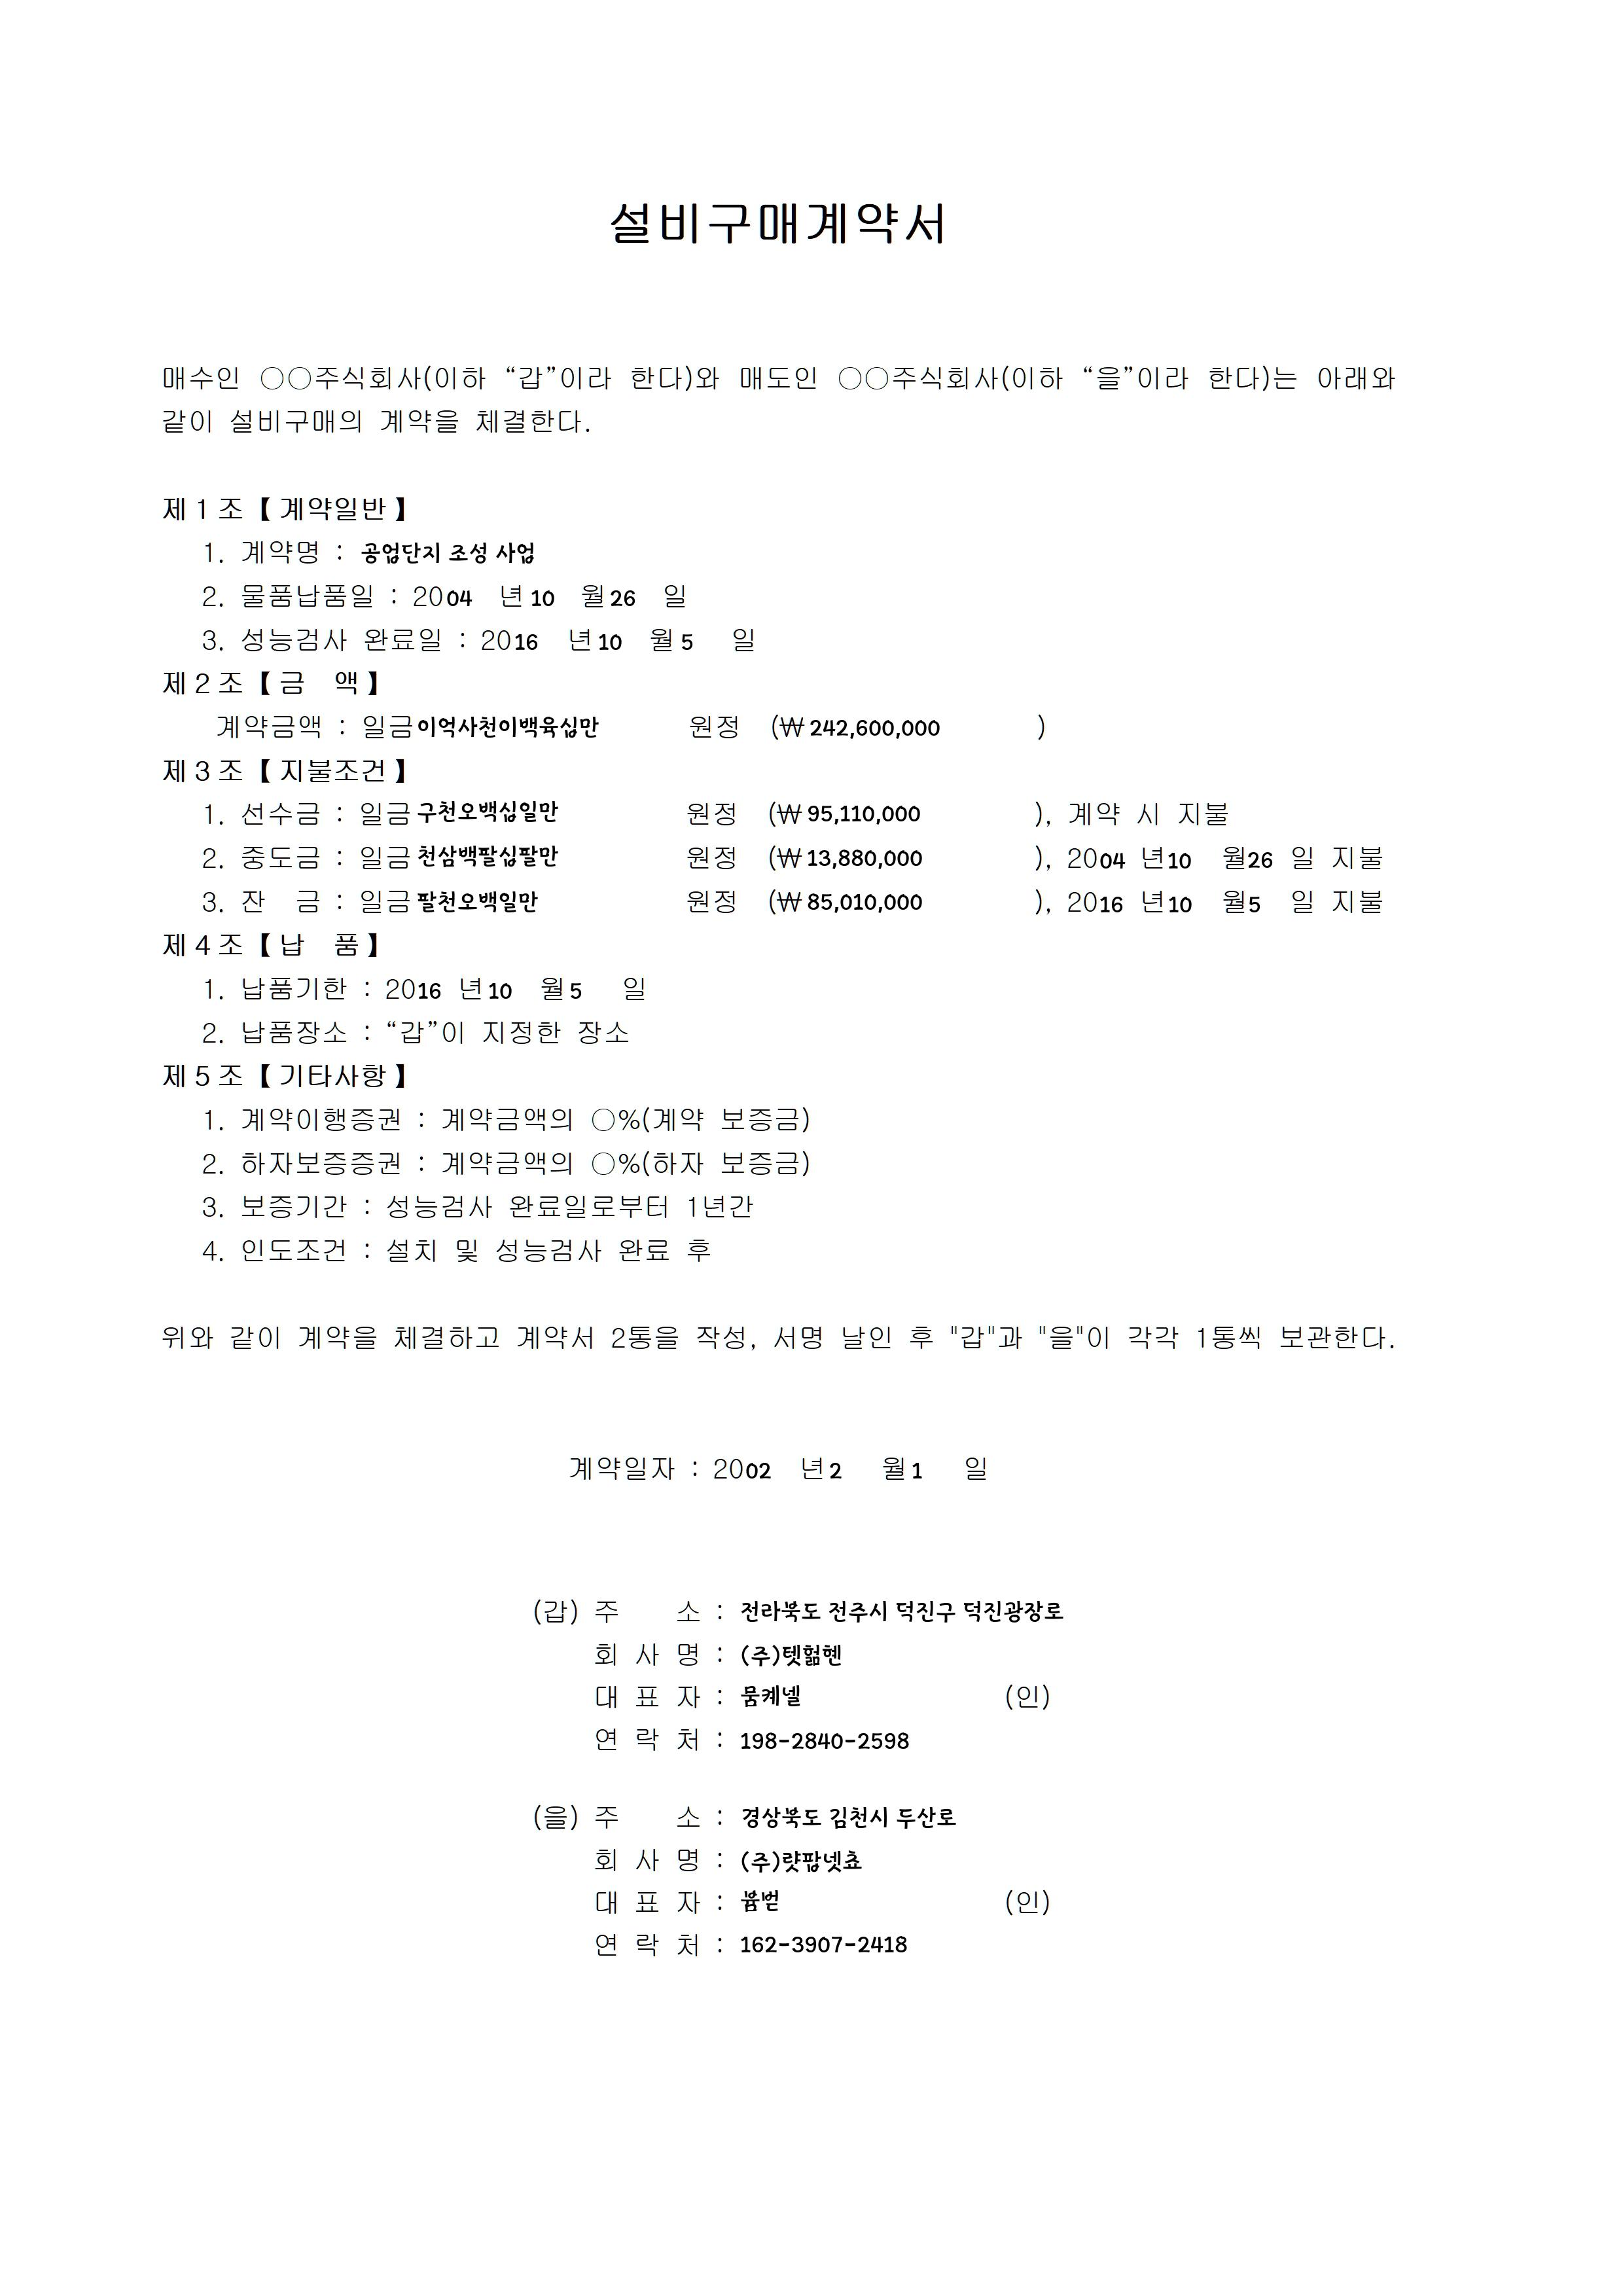 설비구매계약서
매수인 ○○주식회사(이하 “갑”이라 한다)와 매도인 ○○주식회사(이하 “을”이라 한다)는 아래와
같이 설비구매의 계약을 체결한다.
제 1 조 【 계약일반 】
1. 계약명 : 공업단지 조성 사업
2. 물품납품일 : 2004 년 10 월 26 일
3. 성능검사 완료일 : 2016 년 10 월 5 일
제 2 조 【 금 액 】
계약금액 : 일금 이억사천이백육십만 원정 (₩ 242,600,000 )
제 3 조 【 지불조건 】
1. 선수금 : 일금 구천오백십일만 원정 (₩ 95,110,000 ), 계약 시 지불
2. 중도금 : 일금 천삼백팔십팔만 원정 (₩ 13,880,000 ), 2004 년 10 월 26 일 지불
3. 잔 금 : 일금 팔천오백일만 원정 (₩ 85,010,000 ), 2016 년 10 월 5 일 지불
제 4 조 【 납 품 】
1. 납품기한 : 2016 년 10 월 5 일
2. 납품장소 : “갑”이 지정한 장소
제 5 조 【 기타사항 】
1. 계약이행증권 : 계약금액의 ○%(계약 보증금)
2. 하자보증증권 : 계약금액의 ○%(하자 보증금)
3. 보증기간 : 성능검사 완료일로부터 1년간
4. 인도조건 : 설치 및 성능검사 완료 후
위와 같이 계약을 체결하고 계약서 2통을 작성, 서명 날인 후 "갑"과 "을"이 각각 1통씩 보관한다.
계약일자 : 2002 년 2 월 1 일
(갑) 주 소 : 전라북도 전주시 덕진구 덕진광장로
회 사 명 : (주)텟헒헨
대 표 자 : 뭄케넬 (인)
연 락 처 : 198-2840-2598
(을) 주 소 : 경상북도 김천시 두산로
회 사 명 : (주)럇팝넷쵸
대 표 자 : 븀벋 (인)
연 락 처 : 162-3907-2418